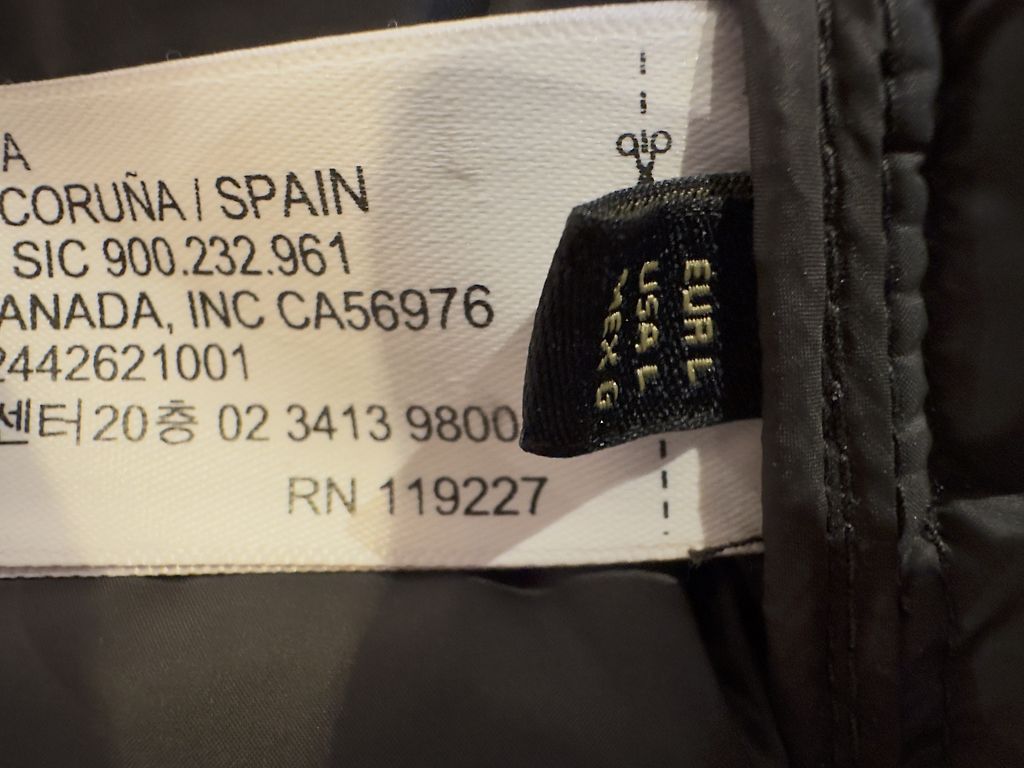 A
CORUÑA / SPAIN
SIC 900.232.961
ANADA, INC CA56976
2442621001
센터 20층 02 3413 9800
RN 119227
EUR L
USA L
MEX G